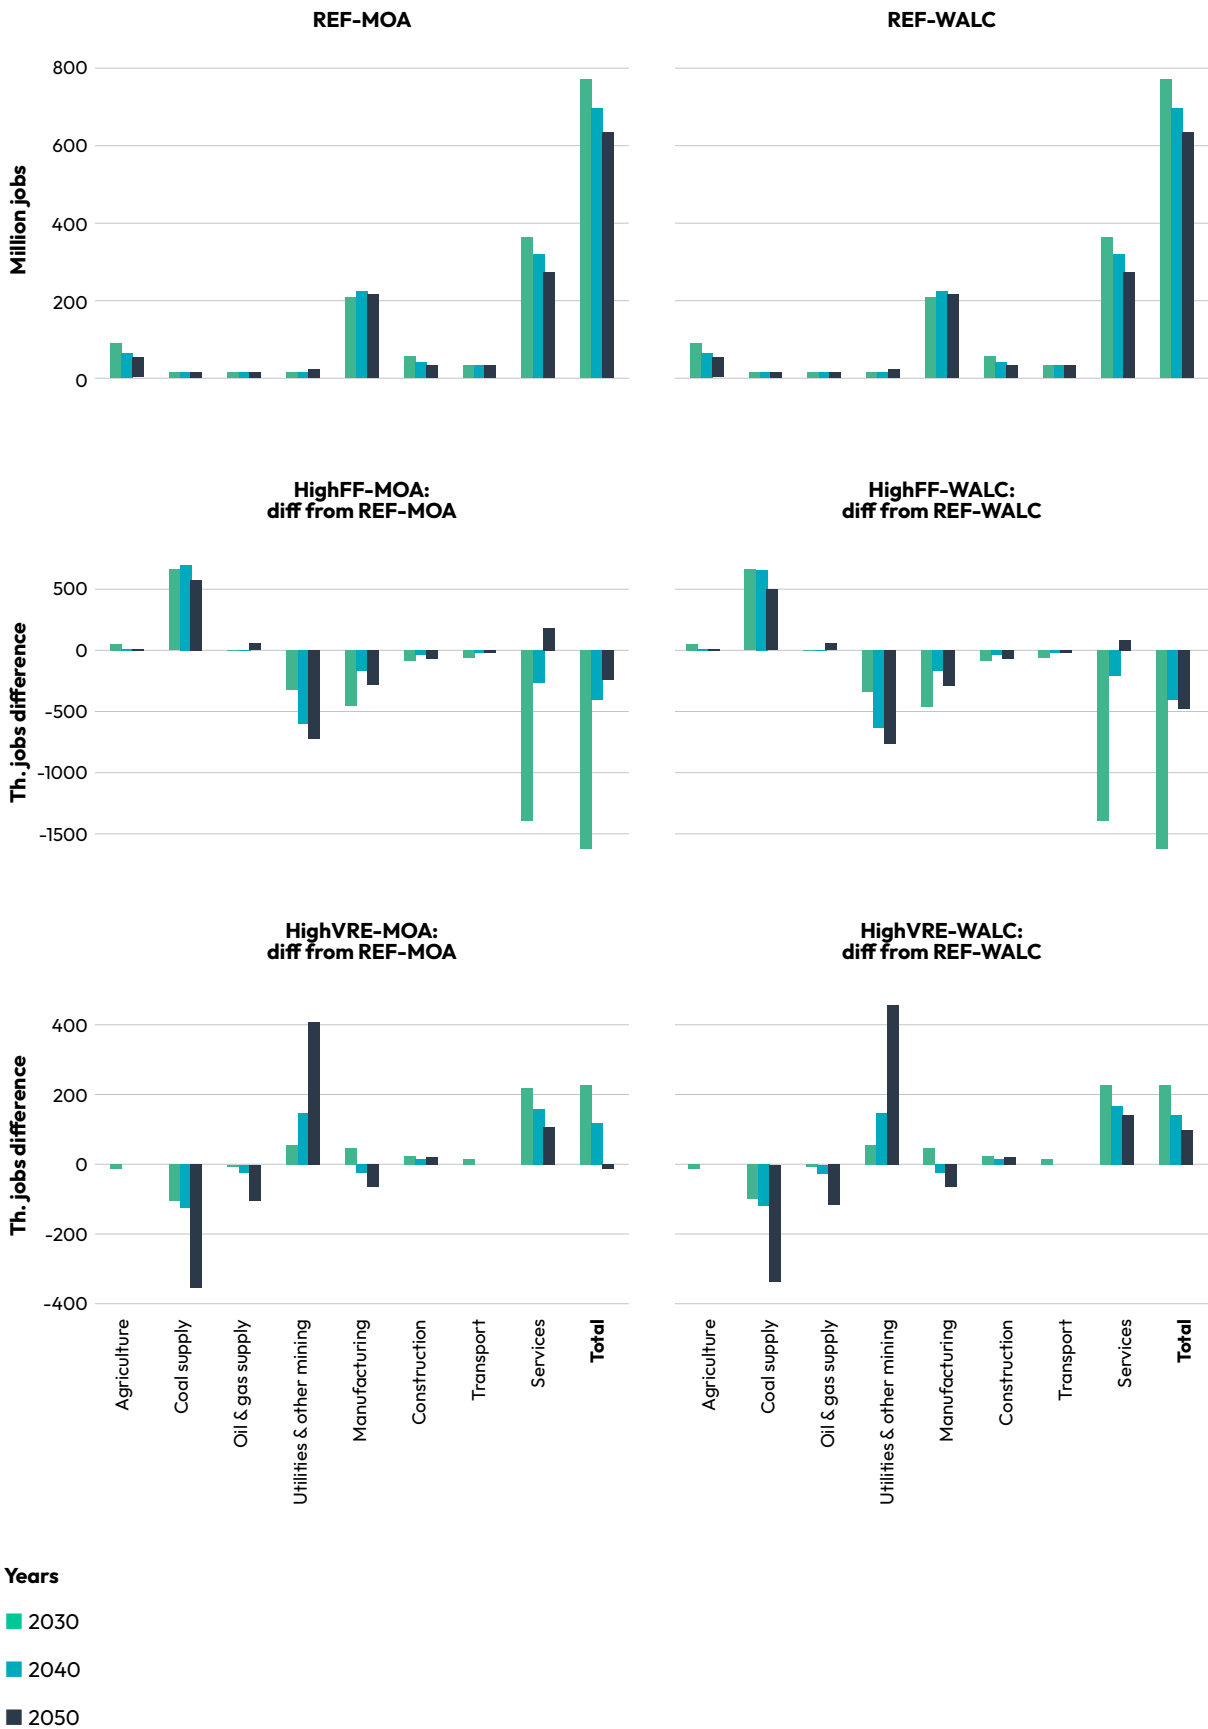 REF-MOA
REF-WALC
Million jobs
800
600
400
200
0
HighFF-MOA:
diff from REF-MOA
HighFF-WALC:
diff from REF-WALC
Th. jobs difference
500
0
-500
-1000
-1500
HighVRE-MOA:
diff from REF-MOA
HighVRE-WALC:
diff from REF-WALC
Th. jobs difference
400
200
0
-200
-400
Agriculture
Coal supply
Oil & gas supply
Utilities & other mining
Manufacturing
Construction
Transport
Services
Total
Agriculture
Coal supply
Oil & gas supply
Utilities & other mining
Manufacturing
Construction
Transport
Services
Total
Years
2030
2040
2050